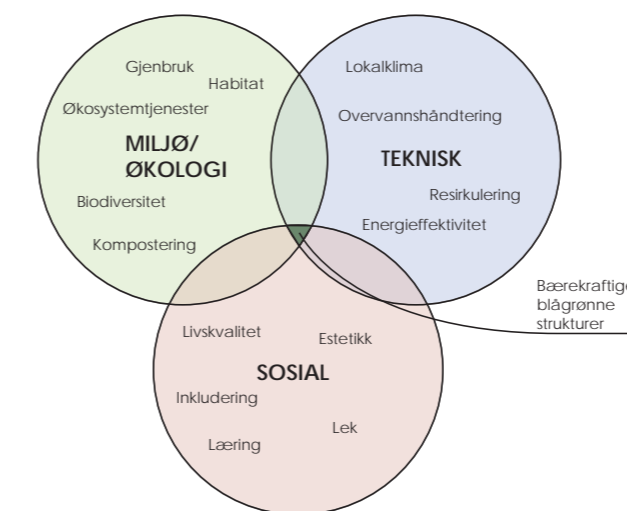 Gjenbruk
Habitat
Økosystemtjenester
MILJØ/
ØKOLOGI
Biodiversitet
Kompostering
Lokalklima
Overvannshåndtering
TEKNISK
Resirkulering
Energieffektivitet
Bærekraftige
blågrønne
strukturer
Livskvalitet
Estetikk
SOSIAL
Inkludering
Lek
Læring